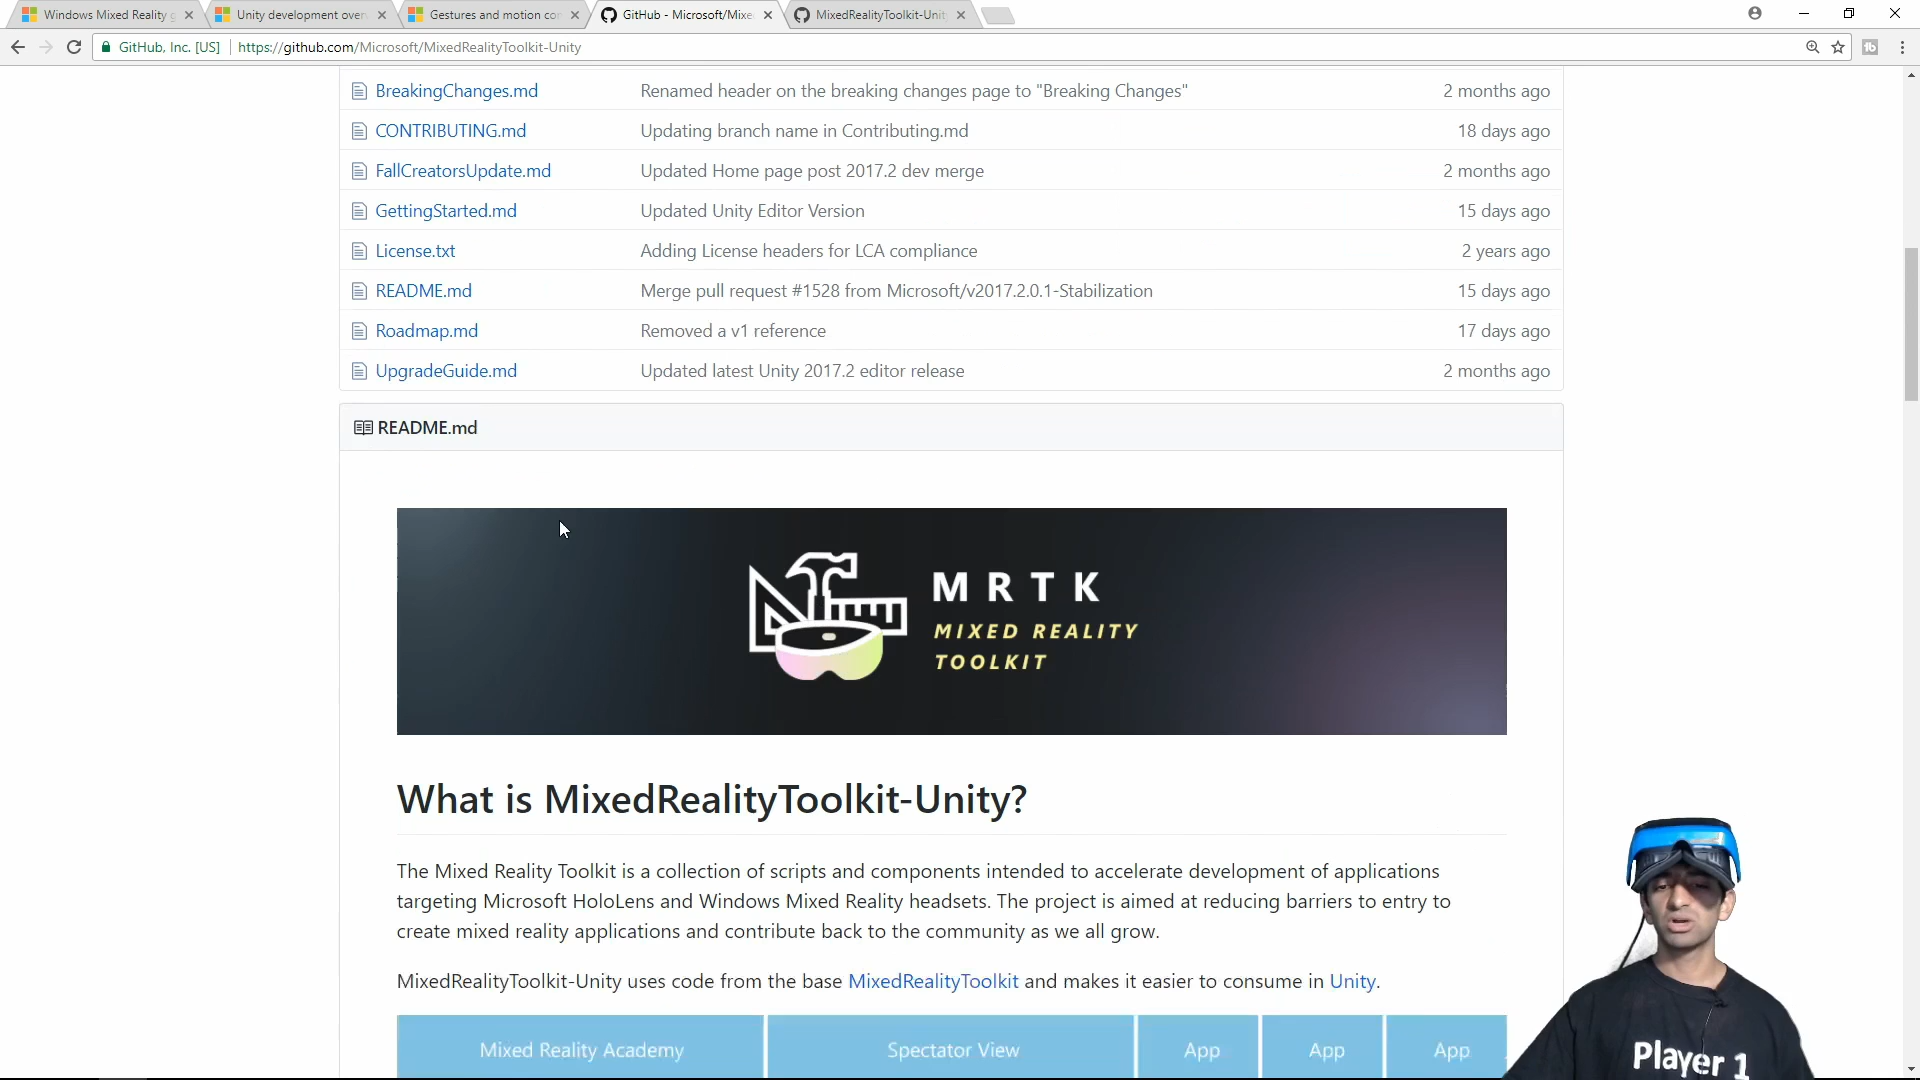 Windows Mixed Reality g
Unity development over
Gestures and motion co
GitHub - Microsoft/Mixe
MixedRealityToolkit-Unit
GitHub, Inc. [US] https://github.com/Microsoft/MixedRealityToolkit-Unity
BreakingChanges.md Renamed header on the breaking changes page to "Breaking Changes" 2 months ago
CONTRIBUTING.md Updating branch name in Contributing.md 18 days ago
FallCreatorsUpdate.md Updated Home page post 2017.2 dev merge 2 months ago
GettingStarted.md Updated Unity Editor Version 15 days ago
License.txt Adding License headers for LCA compliance 2 years ago
README.md Merge pull request #1528 from Microsoft/v2017.2.0.1-Stabilization 15 days ago
Roadmap.md Removed a v1 reference 17 days ago
UpgradeGuide.md Updated latest Unity 2017.2 editor release 2 months ago
README.md
MRTK
MIXED REALITY
TOOLKIT
What is MixedRealityToolkit-Unity?
The Mixed Reality Toolkit is a collection of scripts and components intended to accelerate development of applications
targeting Microsoft HoloLens and Windows Mixed Reality headsets. The project is aimed at reducing barriers to entry to
create mixed reality applications and contribute back to the community as we all grow.
MixedRealityToolkit-Unity uses code from the base MixedRealityToolkit and makes it easier to consume in Unity.
Mixed Reality Academy Spectator View App App App
Player 1